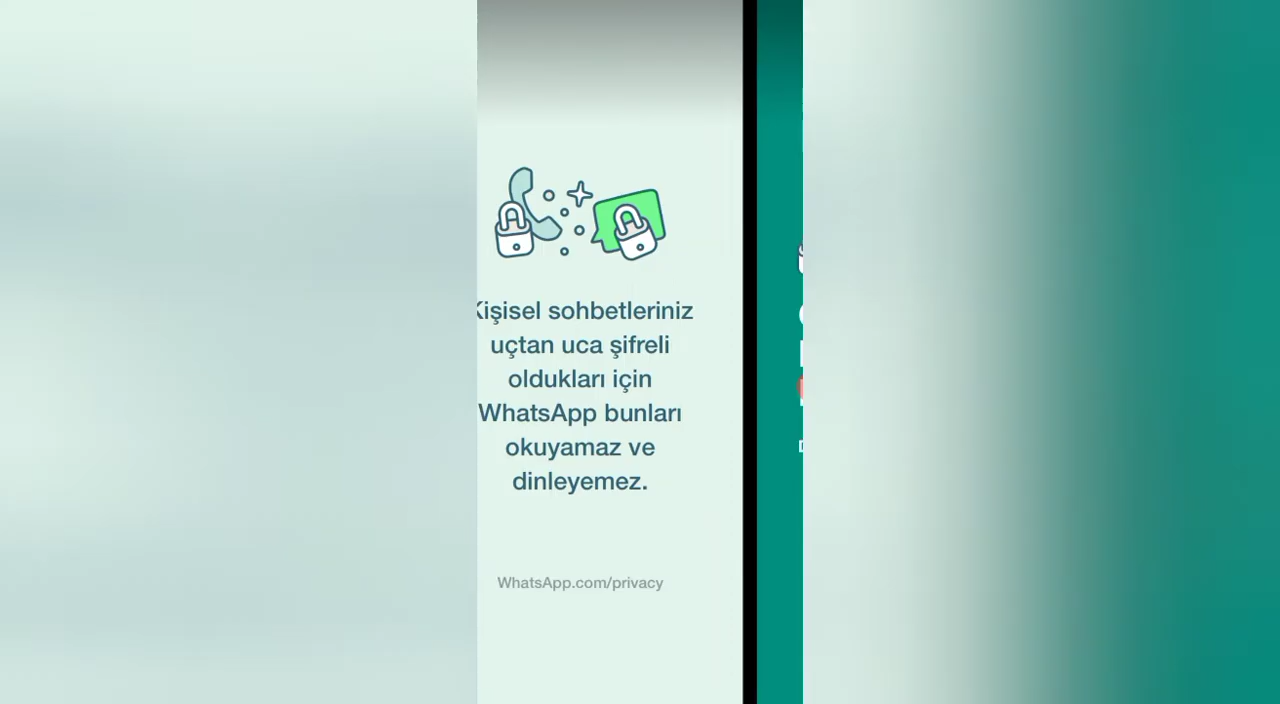 Kişisel sohbetleriniz
uçtan uca şifreli
oldukları için
WhatsApp bunları
okuyamaz ve
dinleyemez.
WhatsApp.com/privacy